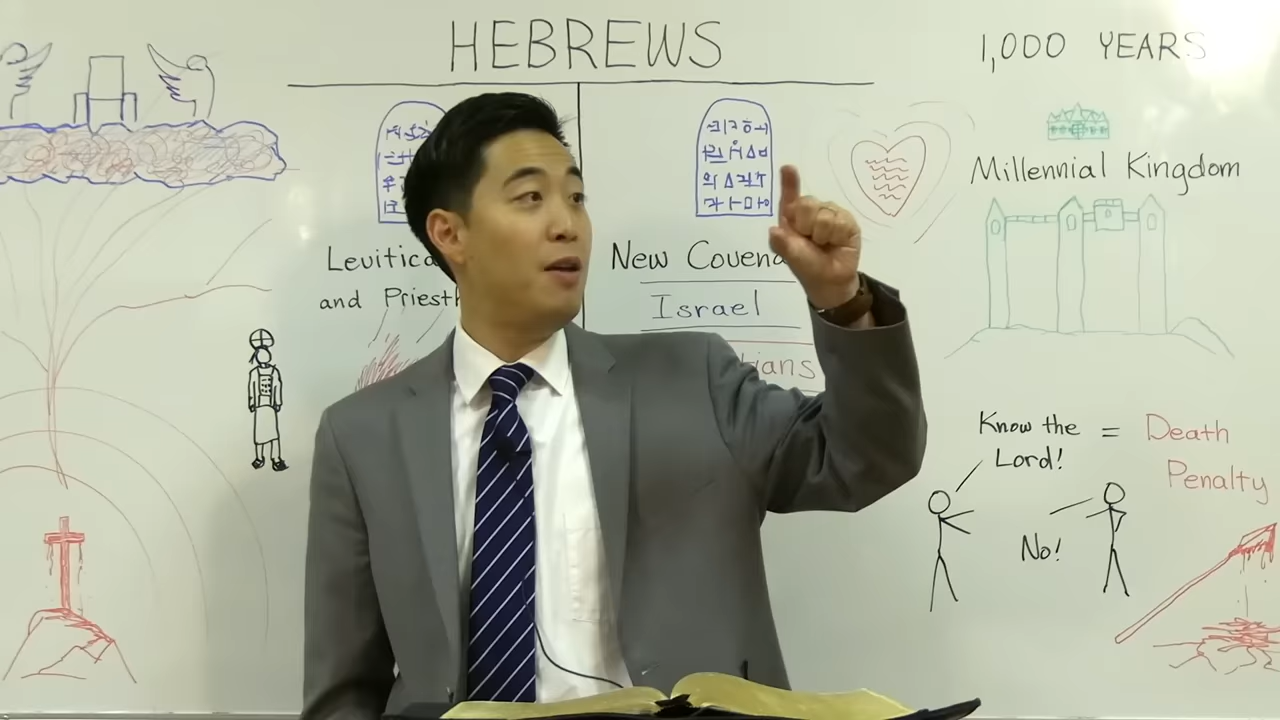 HEBREWS
1,000 YEARS
Millennial Kingdom
Levitica
and Priesth
New Covena
Israel
tians
Know the
Lord!
= Death
Penalty
No!